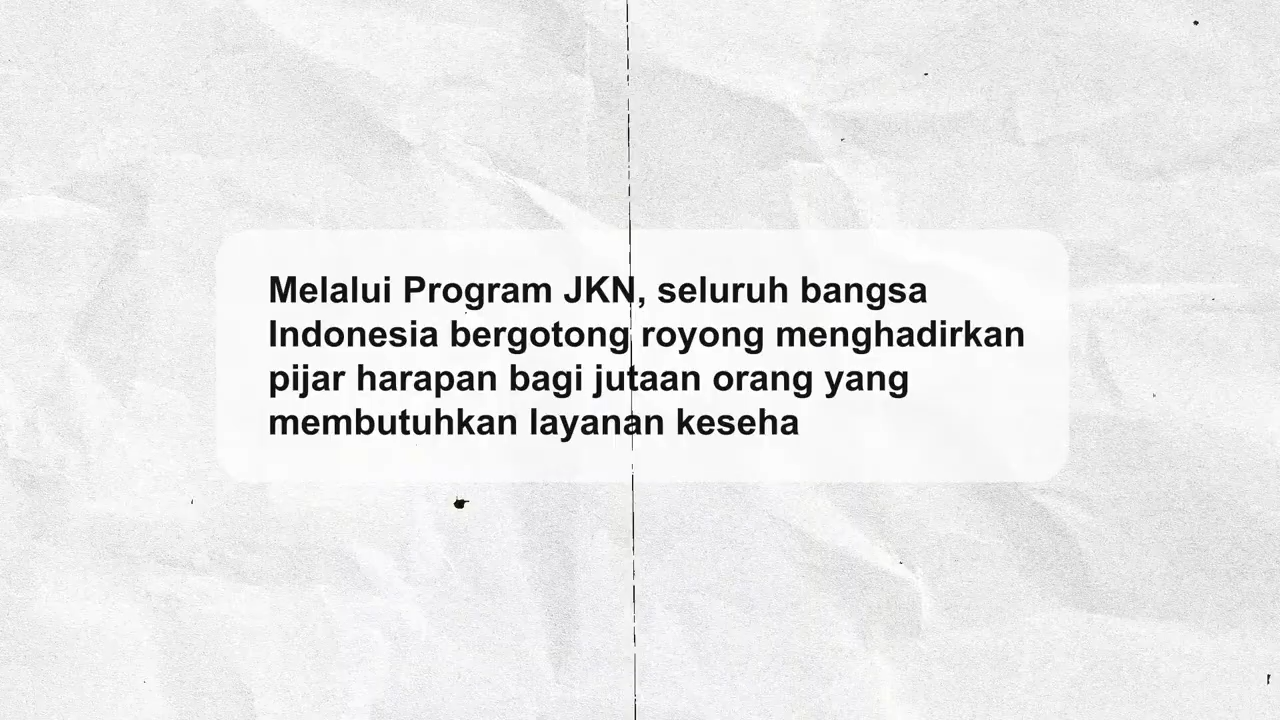 Melalui Program JKN, seluruh bangsa
Indonesia bergotong royong menghadirkan
pijar harapan bagi jutaan orang yang
membutuhkan layanan keseha